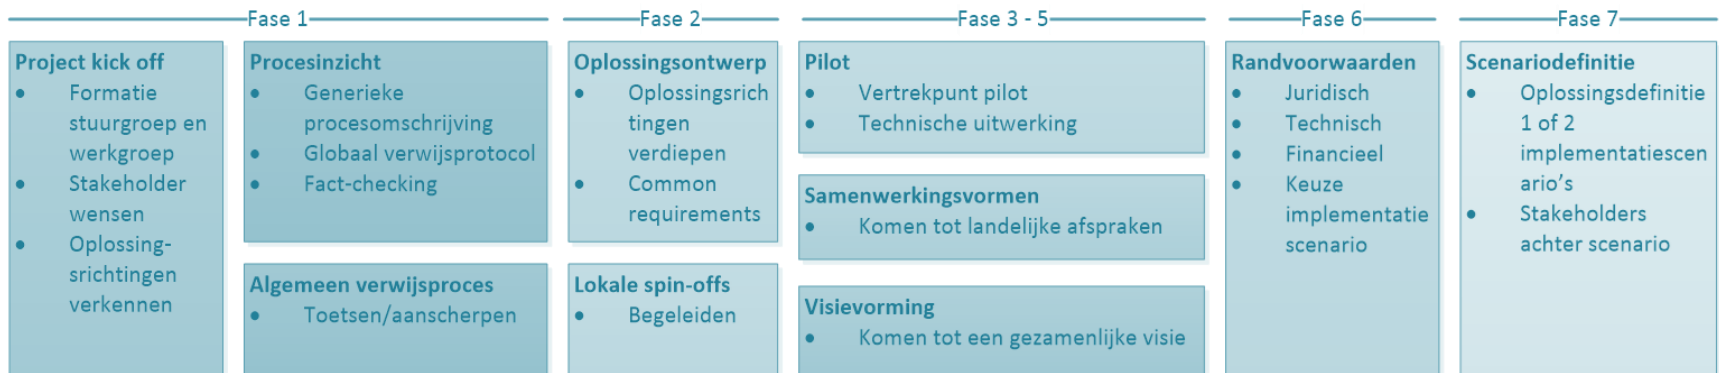 Fase 1
Project kick off
• Formatie
stuurgroep en
werkgroep
• Stakeholder
wensen
• Oplossing-
srichtingen
verkennen
Procesinzicht
• Generieke
procesomschrijving
• Globaal verwijsprotocol
• Fact-checking
Algemeen verwijsproces
• Toetsen/aanscherpen
Fase 2
Oplossingsontwerp
• Oplossingsrich
tingen
verdiepen
• Common
requirements
Lokale spin-offs
• Begeleiden
Fase 3 - 5
Pilot
• Vertrekpunt pilot
• Technische uitwerking
Samenwerkingsvormen
• Komen tot landelijke afspraken
Visievorming
• Komen tot een gezamenlijke visie
Fase 6
Randvoorwaarden
• Juridisch
• Technisch
• Financieel
• Keuze
implementatie
scenario
Fase 7
Scenariodefinitie
• Oplossingsdefinitie
1 of 2
implementatiescen
ario’s
• Stakeholders
achter scenario